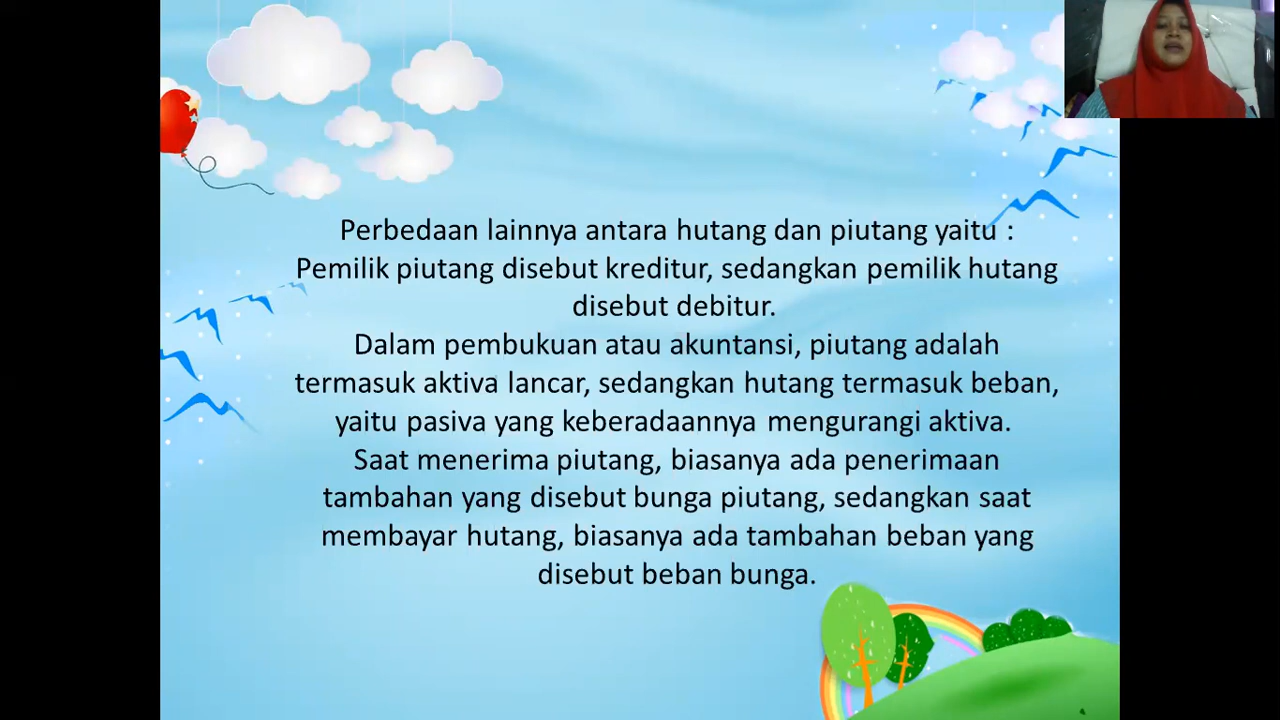 Perbedaan lainnya antara hutang dan piutang yaitu :
Pemilik piutang disebut kreditur, sedangkan pemilik hutang
disebut debitur.
Dalam pembukuan atau akuntansi, piutang adalah
termasuk aktiva lancar, sedangkan hutang termasuk beban,
yaitu pasiva yang keberadaannya mengurangi aktiva.
Saat menerima piutang, biasanya ada penerimaan
tambahan yang disebut bunga piutang, sedangkan saat
membayar hutang, biasanya ada tambahan beban yang
disebut beban bunga.